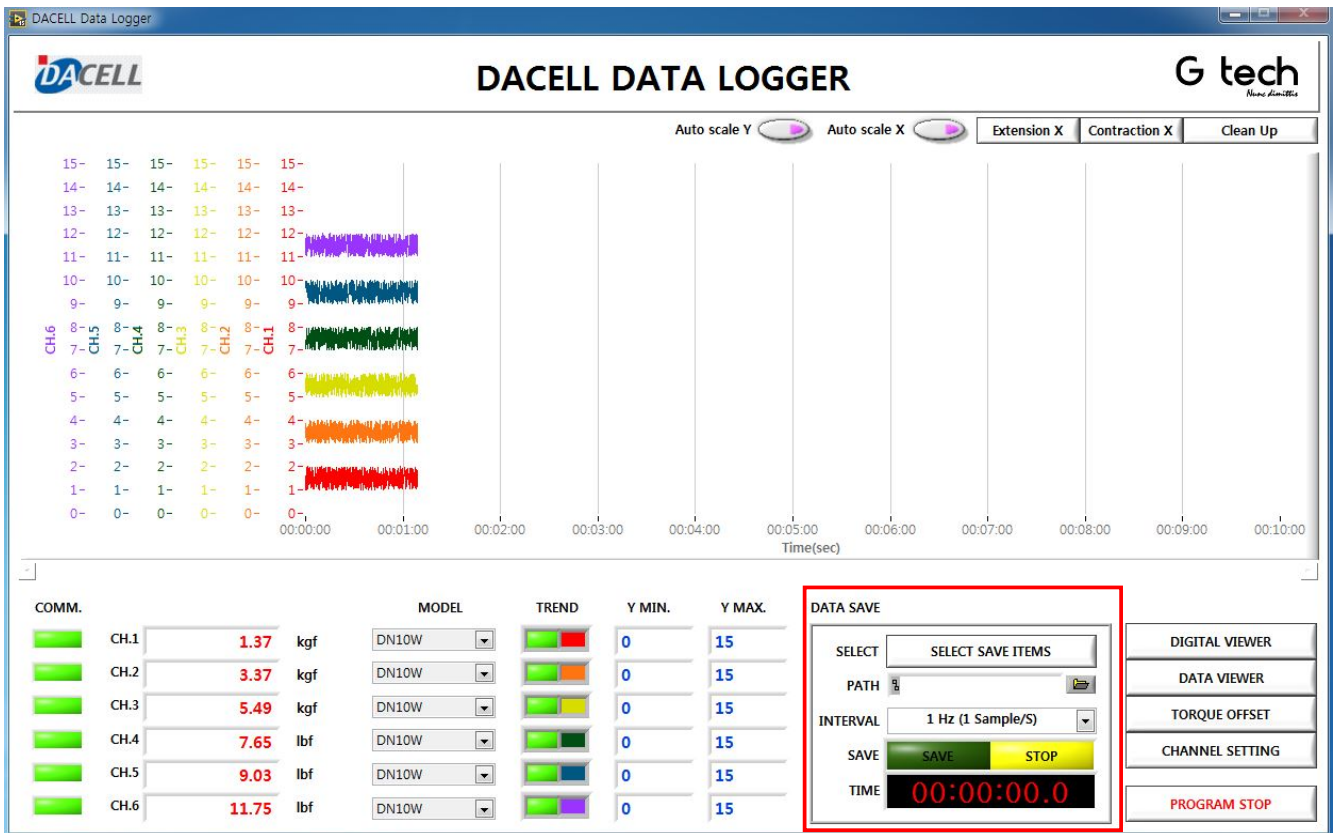 DACELL Data Logger
DACELL
DACELL DATA LOGGER
G tech
Nunc dimittis
Auto scale Y
Auto scale X
Extension X
Contraction X
Clean Up
15 15 15 15 15 15
14 14 14 14 14 14
13 13 13 13 13 13
12 12 12 12 12 12
11 11 11 11 11 11
10 10 10 10 10 10
9 9 9 9 9 9
8 8 8 8 8 8
CH.6 CH.5 CH.4 CH.3 CH.2 CH.1
7 7 7 7 7 7
6 6 6 6 6 6
5 5 5 5 5 5
4 4 4 4 4 4
3 3 3 3 3 3
2 2 2 2 2 2
1 1 1 1 1 1
0 0 0 0 0 0
00:00:00 00:01:00 00:02:00 00:03:00 00:04:00 00:05:00 00:06:00 00:07:00 00:08:00 00:09:00 00:10:00
Time(sec)
COMM. MODEL TREND Y MIN. Y MAX.
CH.1 1.37 kgf DN10W 0 15
CH.2 3.37 kgf DN10W 0 15
CH.3 5.49 kgf DN10W 0 15
CH.4 7.65 lbf DN10W 0 15
CH.5 9.03 lbf DN10W 0 15
CH.6 11.75 lbf DN10W 0 15
DATA SAVE
SELECT SELECT SAVE ITEMS
PATH
INTERVAL 1 Hz (1 Sample/S)
SAVE SAVE STOP
TIME 00:00:00.0
DIGITAL VIEWER
DATA VIEWER
TORQUE OFFSET
CHANNEL SETTING
PROGRAM STOP